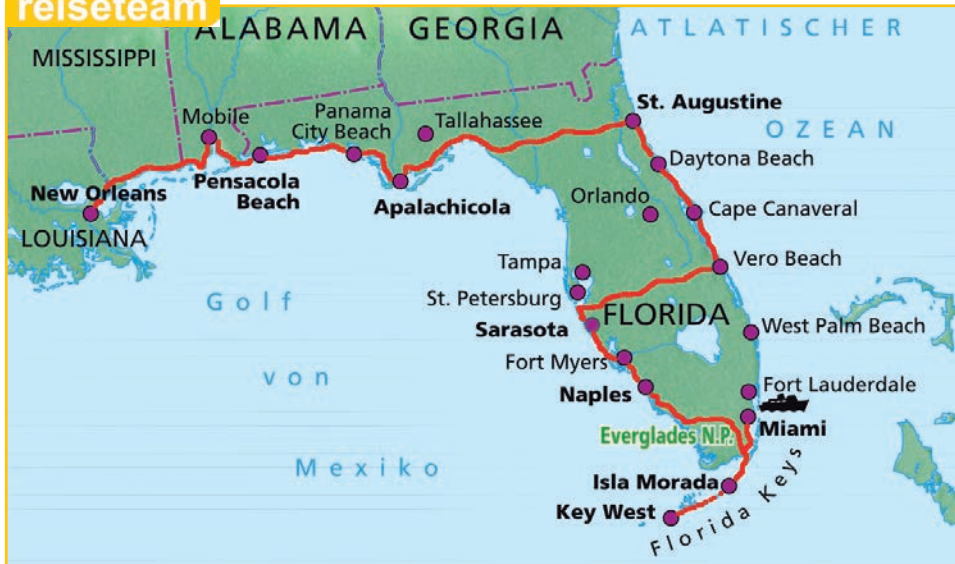 reiseteam
ALABAMA
GEORGIA
ATLATISCHER
MISSISSIPPI
OZEAN
Mobile
Panama
City Beach
Tallahassee
St. Augustine
Daytona Beach
New Orleans
Pensacola
Beach
Apalachicola
Orlando
Cape Canaveral
LOUISIANA
Tampa
Vero Beach
Golf
St. Petersburg
FLORIDA
Sarasota
West Palm Beach
von
Fort Myers
Naples
Fort Lauderdale
Miami
Everglades N.P.
Mexiko
Isla Morada
Key West
Florida Keys